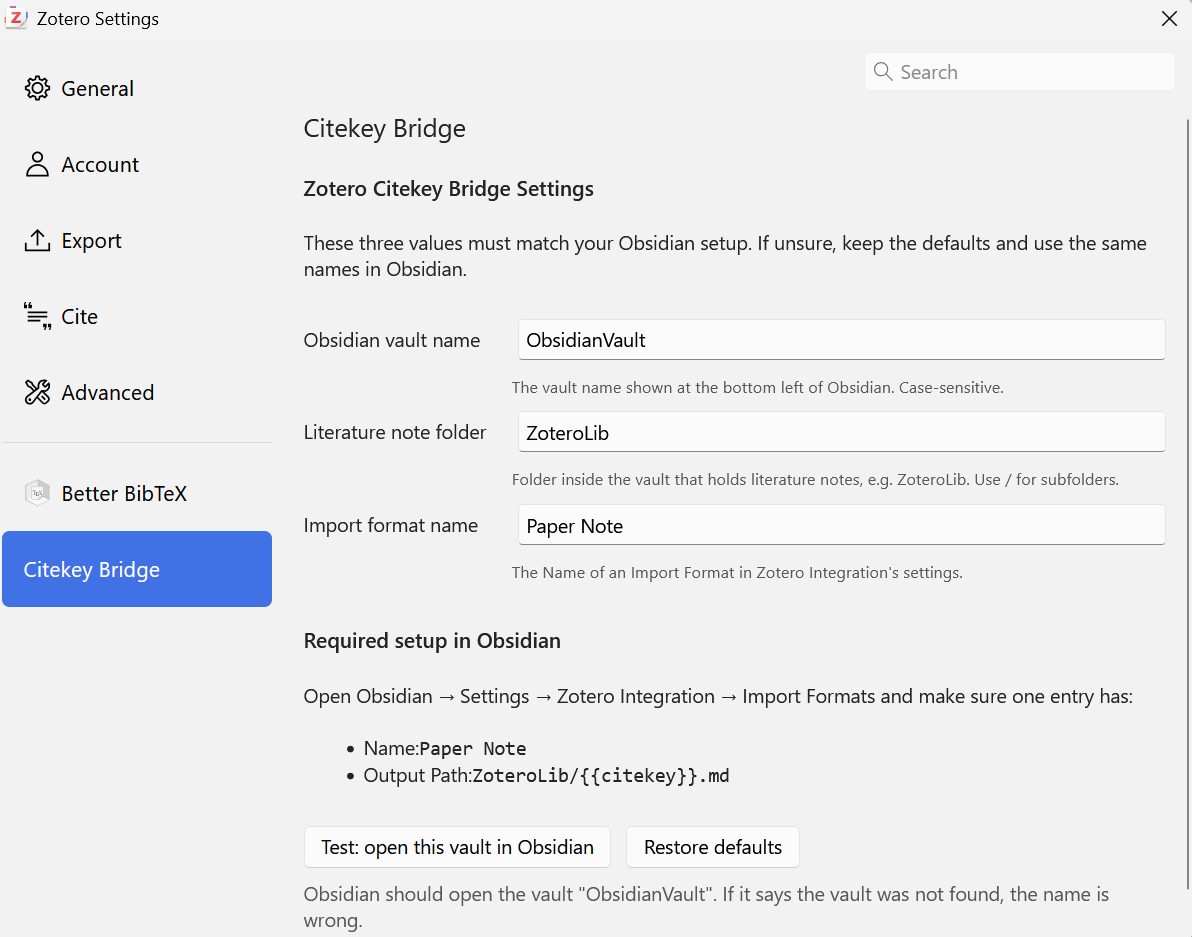 Zotero Settings
General
Account
Export
Cite
Advanced
Better BibTeX
Citekey Bridge
Search
Citekey Bridge
Zotero Citekey Bridge Settings
These three values must match your Obsidian setup. If unsure, keep the defaults and use the same
names in Obsidian.
Obsidian vault name
ObsidianVault
The vault name shown at the bottom left of Obsidian. Case-sensitive.
Literature note folder
ZoteroLib
Folder inside the vault that holds literature notes, e.g. ZoteroLib. Use / for subfolders.
Import format name
Paper Note
The Name of an Import Format in Zotero Integration's settings.
Required setup in Obsidian
Open Obsidian → Settings → Zotero Integration → Import Formats and make sure one entry has:
• Name:Paper Note
• Output Path:ZoteroLib/{{citekey}}.md
Test: open this vault in Obsidian
Restore defaults
Obsidian should open the vault "ObsidianVault". If it says the vault was not found, the name is
wrong.